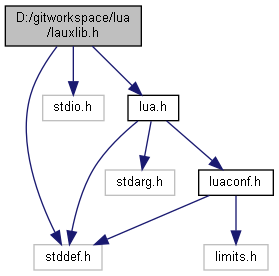 D:/gitworkspace/lua
/lauxlib.h
stdio.h
lua.h
stdarg.h
luaconf.h
stddef.h
limits.h